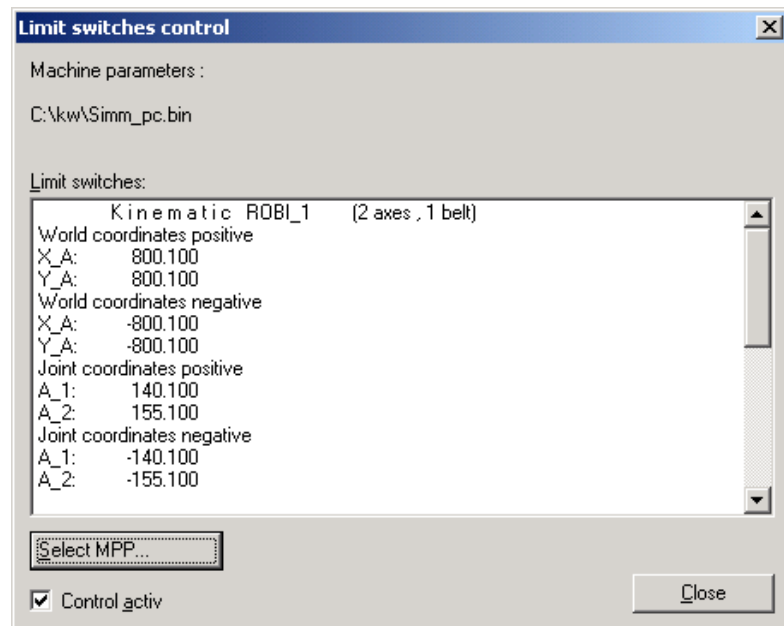 Limit switches control
Machine parameters :
C:\kw\Simm_pc.bin
Limit switches:
Kinematic ROBI_1 (2 axes , 1 belt)
World coordinates positive
X_A: 800.100
Y_A: 800.100
World coordinates negative
X_A: -800.100
Y_A: -800.100
Joint coordinates positive
A_1: 140.100
A_2: 155.100
Joint coordinates negative
A_1: -140.100
A_2: -155.100
Select MPP...
Control activ
Close